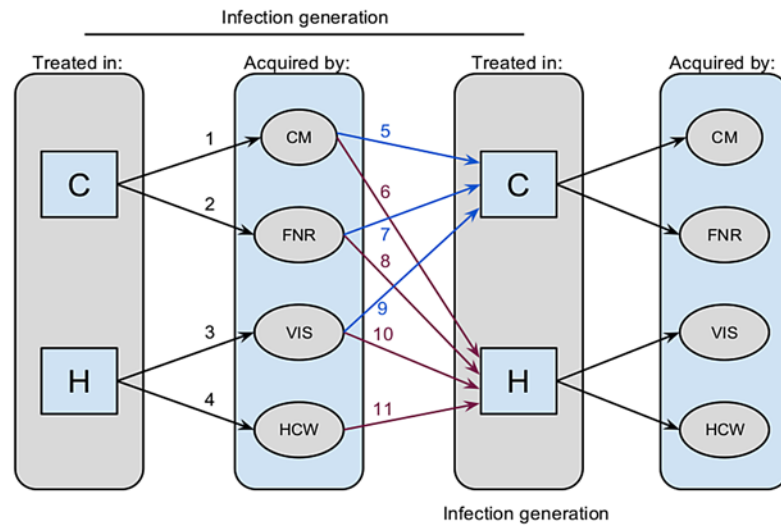 Infection generation
Treated in: Acquired by: Treated in: Acquired by:
1 CM 5 CM
C 6 C
2 FNR 7 FNR
8
9
3 VIS 10 VIS
H H
4 HCW 11 HCW
Infection generation